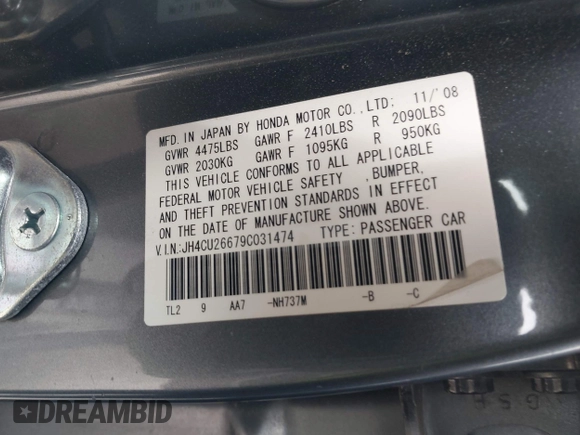 MFD. IN JAPAN BY HONDA MOTOR CO., LTD; 11/'08
GVWR 4475LBS GAWR F 2410LBS R 2090LBS
GVWR 2030KG GAWR F 1095KG R 950KG
THIS VEHICLE CONFORMS TO ALL APPLICABLE
FEDERAL MOTOR VEHICLE SAFETY ,BUMPER,
AND THEFT PREVENTION STANDARDS IN EFFECT
ON THE DATE OF MANUFACTURE SHOWN ABOVE.
V.I.N.:JH4CU26679C031474 TYPE: PASSENGER CAR
TL2 9 AA7 -NH737M -B -C
DREAMBID